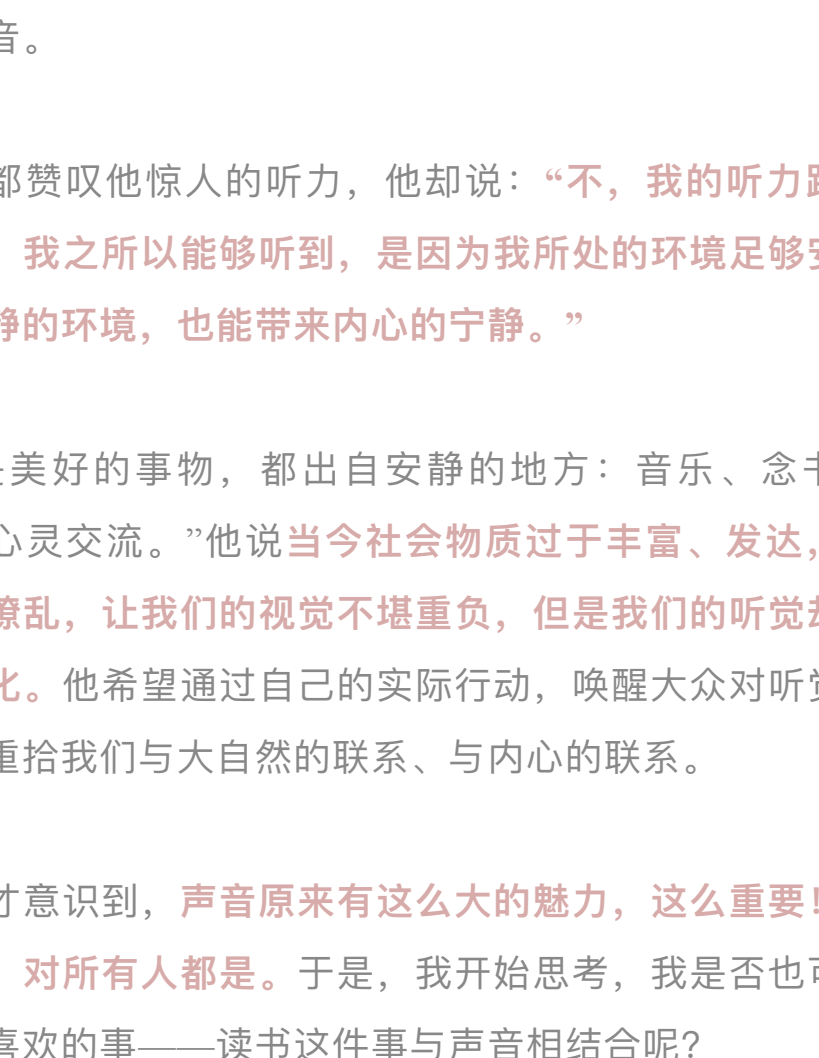 音。
都赞叹他惊人的听力，他却说：“不，我的听力
，我之所以能够听到，是因为我所处的环境足够
静的环境，也能带来内心的宁静。”
美好的事物，都出自安静的地方：音乐、念
心灵交流。”他说当今社会物质过于丰富、发达，
缭乱，让我们的视觉不堪重负，但是我们的听觉
化。他希望通过自己的实际行动，唤醒大众对听觉
重拾我们与大自然的联系、与内心的联系。
才意识到，声音原来有这么大的魅力，这么重要！
，对所有人都是。于是，我开始思考，我是否也可
喜欢的事——读书这件事与声音相结合呢？